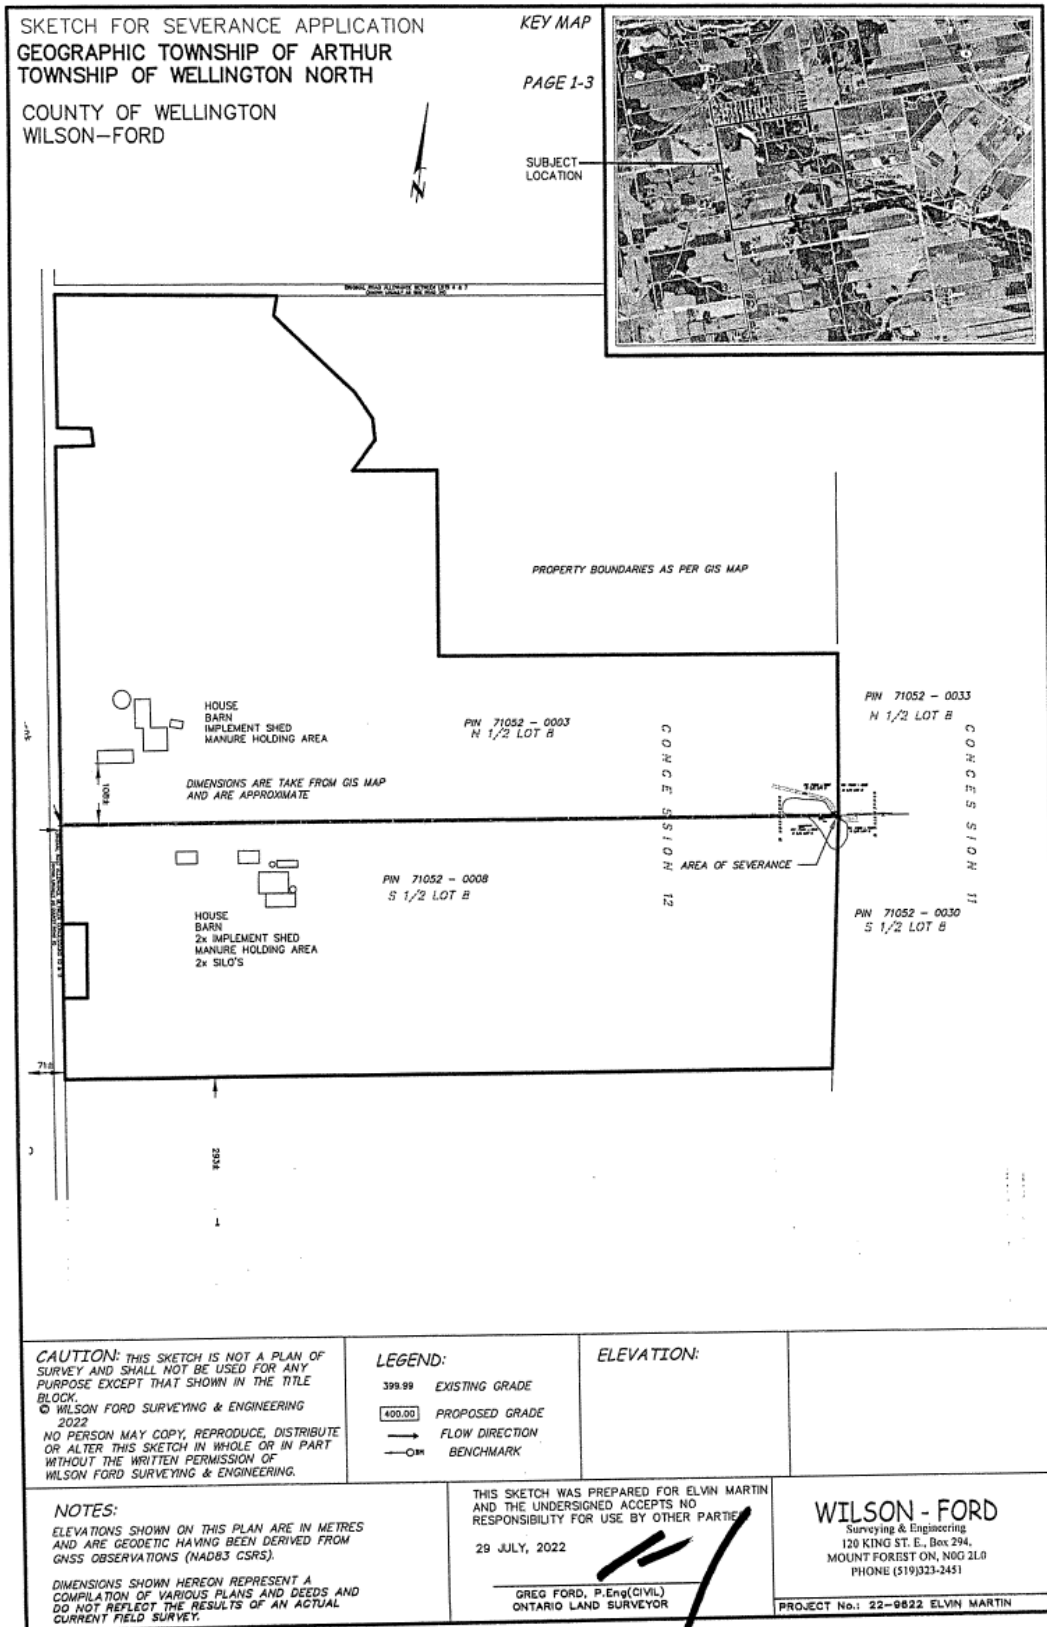 SKETCH FOR SEVERANCE APPLICATION
GEOGRAPHIC TOWNSHIP OF ARTHUR
TOWNSHIP OF WELLINGTON NORTH
COUNTY OF WELLINGTON
WILSON-FORD
KEY MAP
PAGE 1-3
SUBJECT
LOCATION
N
PROPERTY BOUNDARIES AS PER GIS MAP
HOUSE
BARN
IMPLEMENT SHED
MANURE HOLDING AREA
DIMENSIONS ARE TAKE FROM GIS MAP
AND ARE APPROXIMATE
108±
PIN 71052 - 0003
N 1/2 LOT 8
CONCESSION 12
PIN 71052 - 0033
N 1/2 LOT 8
CONCESSION 11
AREA OF SEVERANCE
PIN 71052 - 0008
S 1/2 LOT 8
PIN 71052 - 0030
S 1/2 LOT 8
HOUSE
BARN
2x IMPLEMENT SHED
MANURE HOLDING AREA
2x SILO'S
71±
293±
CAUTION: THIS SKETCH IS NOT A PLAN OF
SURVEY AND SHALL NOT BE USED FOR ANY
PURPOSE EXCEPT THAT SHOWN IN THE TITLE
BLOCK.
© WILSON FORD SURVEYING & ENGINEERING
2022
NO PERSON MAY COPY, REPRODUCE, DISTRIBUTE
OR ALTER THIS SKETCH IN WHOLE OR IN PART
WITHOUT THE WRITTEN PERMISSION OF
WILSON FORD SURVEYING & ENGINEERING.
LEGEND:
399.99 EXISTING GRADE
400.00 PROPOSED GRADE
FLOW DIRECTION
BM BENCHMARK
ELEVATION:
NOTES:
ELEVATIONS SHOWN ON THIS PLAN ARE IN METRES
AND ARE GEODETIC HAVING BEEN DERIVED FROM
GNSS OBSERVATIONS (NAD83 CSRS).
DIMENSIONS SHOWN HEREON REPRESENT A
COMPILATION OF VARIOUS PLANS AND DEEDS AND
DO NOT REFLECT THE RESULTS OF AN ACTUAL
CURRENT FIELD SURVEY.
THIS SKETCH WAS PREPARED FOR ELVIN MARTIN
AND THE UNDERSIGNED ACCEPTS NO
RESPONSIBILITY FOR USE BY OTHER PARTIES
29 JULY, 2022
GREG FORD, P.Eng(CIVIL)
ONTARIO LAND SURVEYOR
WILSON - FORD
Surveying & Engineering
120 KING ST. E., Box 294,
MOUNT FOREST ON, N0G 2L0
PHONE (519)323-2451
PROJECT No.: 22-9822 ELVIN MARTIN